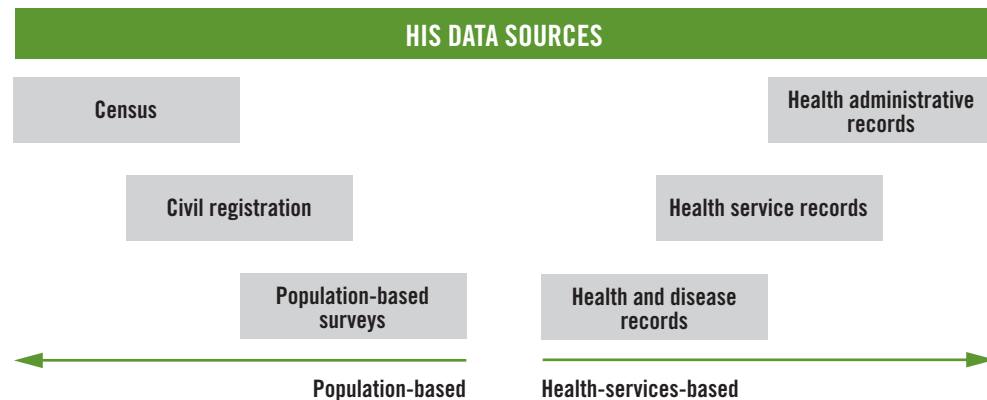 HIS DATA SOURCES
Census
Health administrative
records
Civil registration
Health service records
Population-based
surveys
Health and disease
records
Population-based
Health-services-based